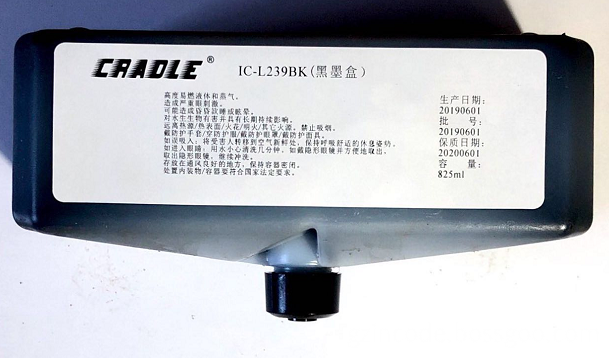 CRADLE®
IC-L239BK(黑墨盒)
高度易燃液体和蒸气。
造成严重眼刺激。
可能造成昏昏欲睡或眩晕。
对水生生物有害并具有长期持续影响。
远离热源/热表面/火花/明火/其它火源。禁止吸烟。
戴防护手套/穿防护服/戴防护眼罩/戴防护面具。
如误吸入:将受害人转移到空气新鲜处,保持呼吸舒适的休息姿势。
如进入眼睛:用水小心清洗几分钟。如戴隐形眼镜并方便地取出,
取出隐形眼镜。继续冲洗。
存放在通风良好的地方。保持容器密闭。
处置内装物/容器要符合国家法定要求。
生产日期:
20190601
批 号:
20190601
保质日期:
20200601
容 量:
825ml